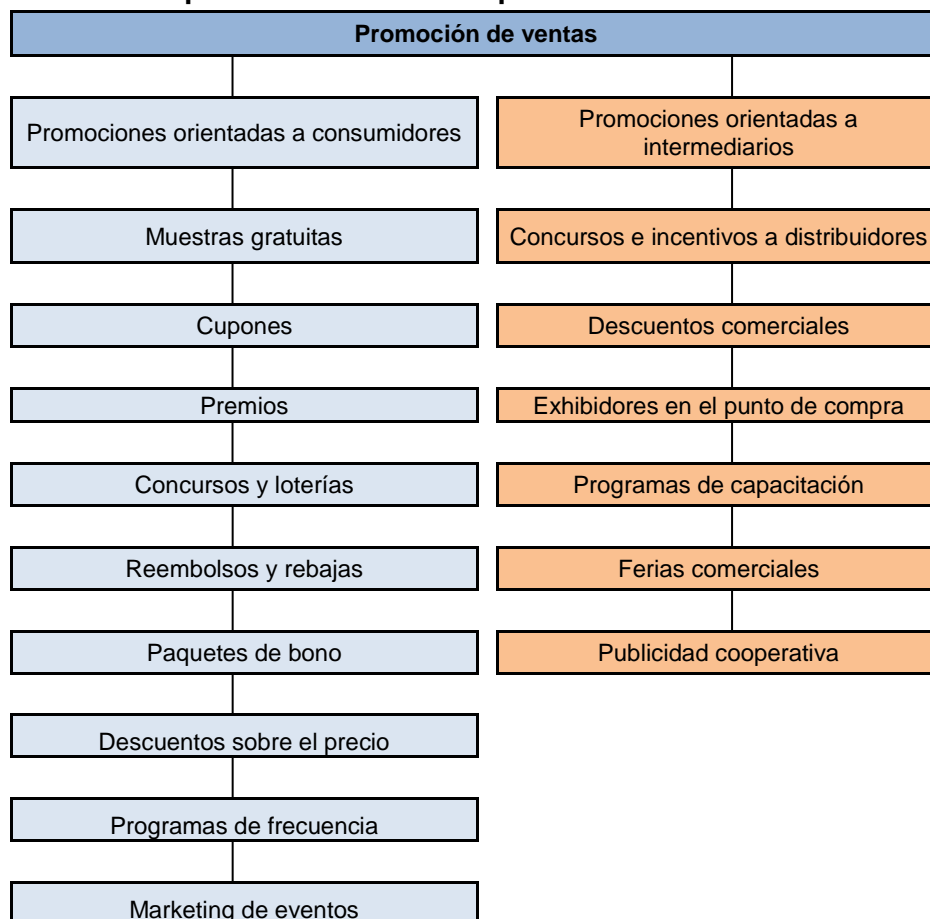 Promoción de ventas
Promociones orientadas a consumidores
Muestras gratuitas
Cupones
Premios
Concursos y loterías
Reembolsos y rebajas
Paquetes de bono
Descuentos sobre el precio
Programas de frecuencia
Marketing de eventos
Promociones orientadas a
intermediarios
Concursos e incentivos a distribuidores
Descuentos comerciales
Exhibidores en el punto de compra
Programas de capacitación
Ferias comerciales
Publicidad cooperativa